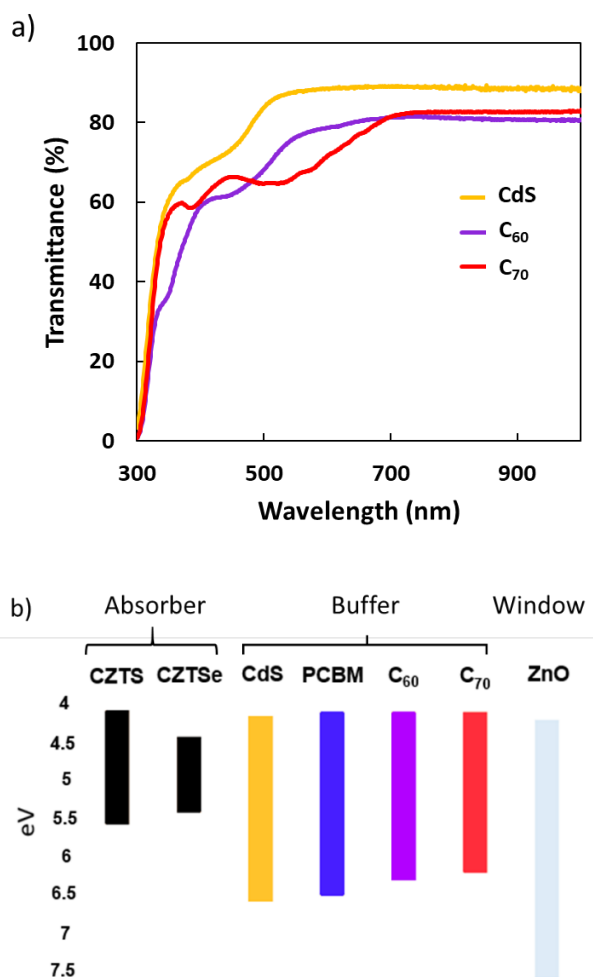 a)
100
80
60
40
20
0
Transmittance (%)
CdS
C₆₀
C₇₀
300 500 700 900
Wavelength (nm)
b)
Absorber Buffer Window
CZTS CZTSe CdS PCBM C₆₀ C₇₀ ZnO
4
4.5
5
5.5
6
6.5
7
7.5
eV